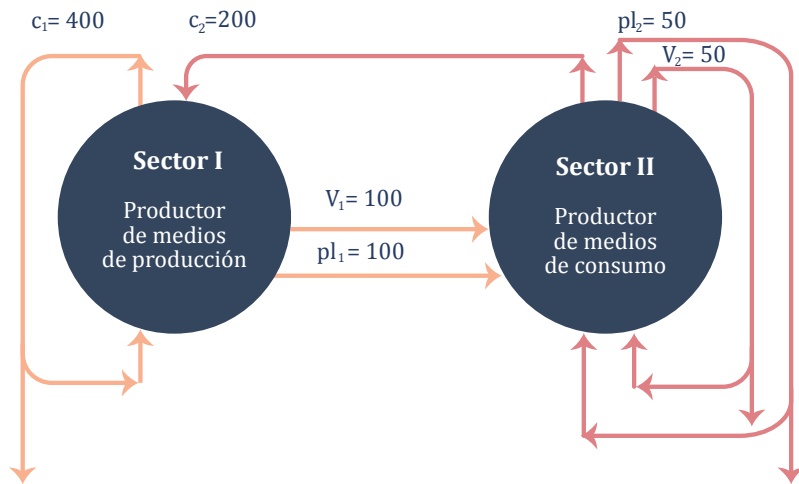 c₁= 400
c₂=200
pl₂= 50
V₂= 50
Sector I
Productor
de medios
de producción
V₁= 100
pl₁= 100
Sector II
Productor
de medios
de consumo